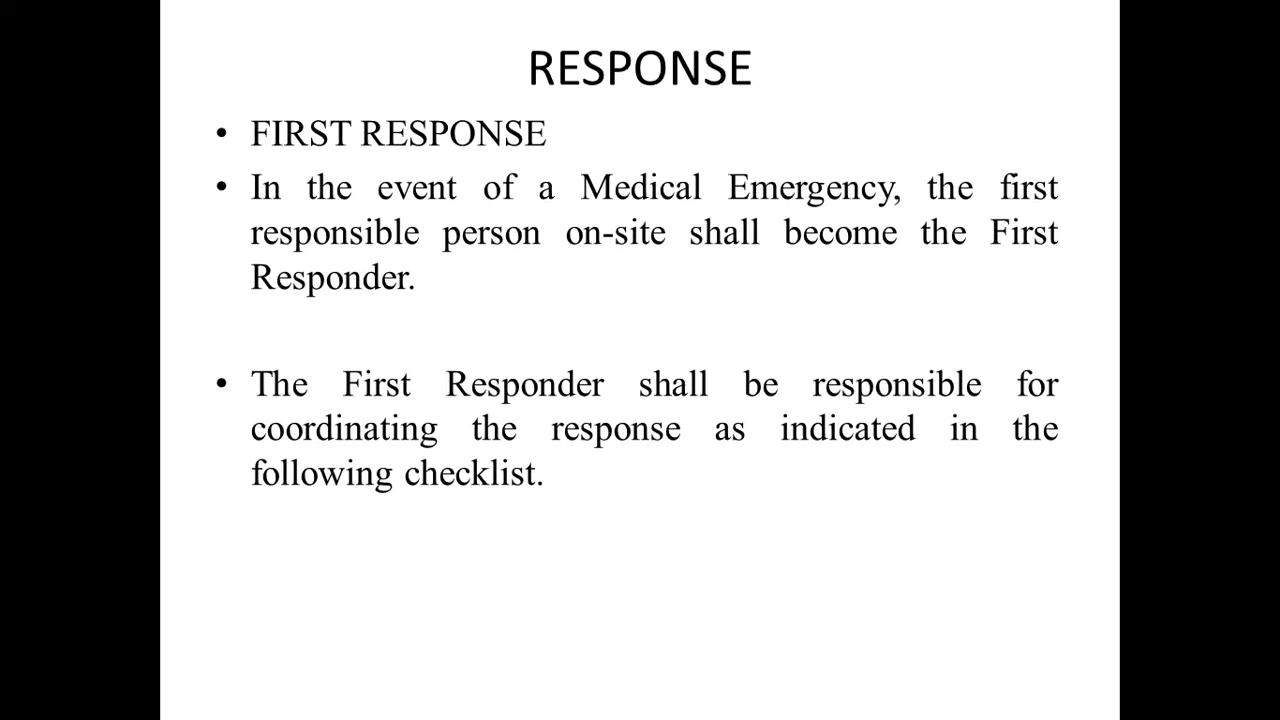 RESPONSE
• FIRST RESPONSE
• In the event of a Medical Emergency, the first
responsible person on-site shall become the First
Responder.
• The First Responder shall be responsible for
coordinating the response as indicated in the
following checklist.